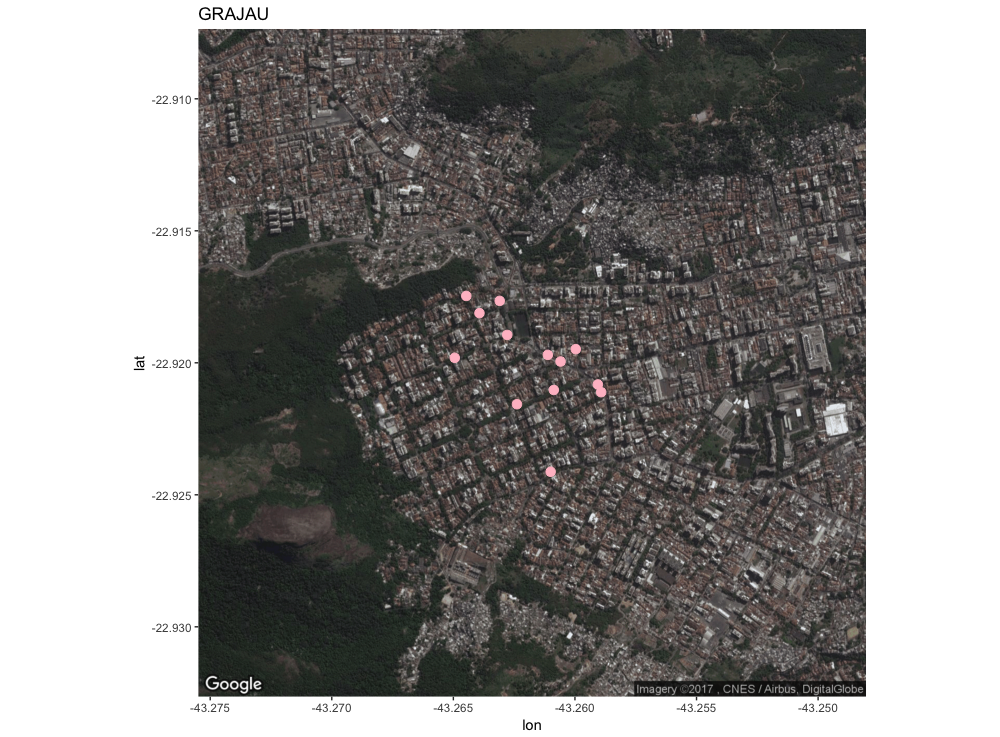 GRAJAU
-22.910
-22.915
-22.920
-22.925
-22.930
lat
-43.275 -43.270 -43.265 -43.260 -43.255 -43.250
lon
Google
Imagery ©2017 , CNES / Airbus, DigitalGlobe